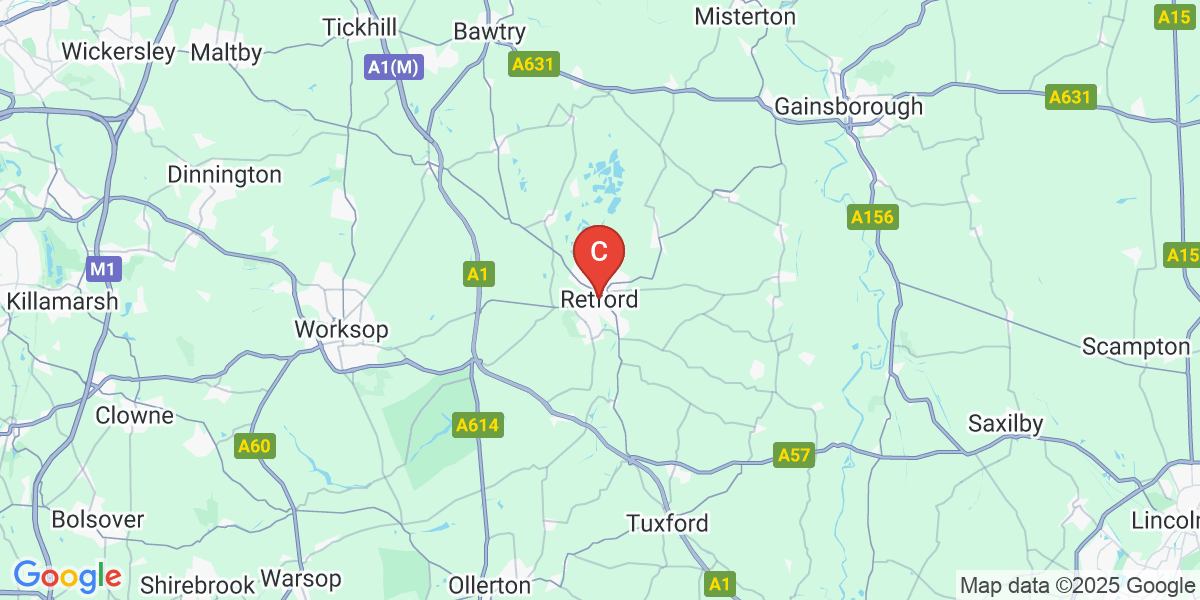 Misterton
A15
Tickhill
Bawtry
Wickersley
Maltby
A1(M)
A631
A631
Gainsborough
Dinnington
A156
C
A15
M1
A1
Killamarsh
Retford
Worksop
Scampton
Clowne
A614
Saxilby
A60
A57
Bolsover
Tuxford
Lincoln
Google
Shirebrook
Warsop
Ollerton
A1
Map data ©2025 Google